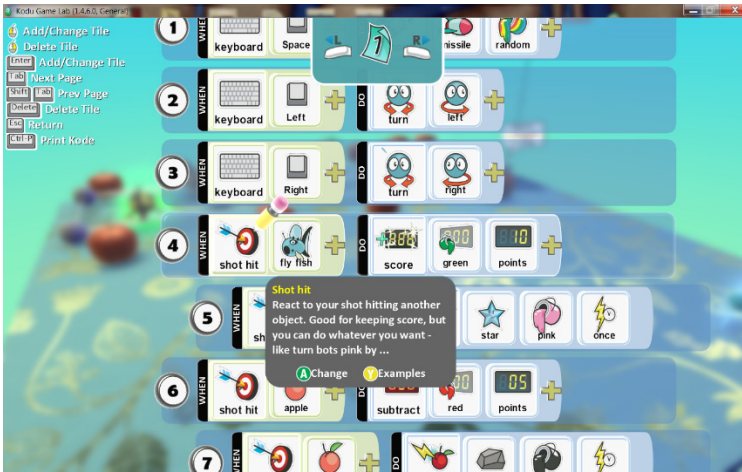 Kodu Game Lab (1.4.6.0, General)
Add/Change Tile
Delete Tile
Enter Add/Change Tile
Tab Next Page
Shift Tab Prev Page
Delete Delete Tile
Esc Return
Ctrl-P Print Kode
L 1 R
1 WHEN keyboard Space missile random
2 WHEN keyboard Left DO turn left
3 WHEN keyboard Right DO turn right
4 WHEN shot hit fly fish DO score green 10 points
Shot hit
React to your shot hitting another
object. Good for keeping score, but
you can do whatever you want -
like turn bots pink by ...
A Change Y Examples
5 WHEN sh star pink once
6 WHEN shot hit apple subtract red 05 points
7 WHEN DO